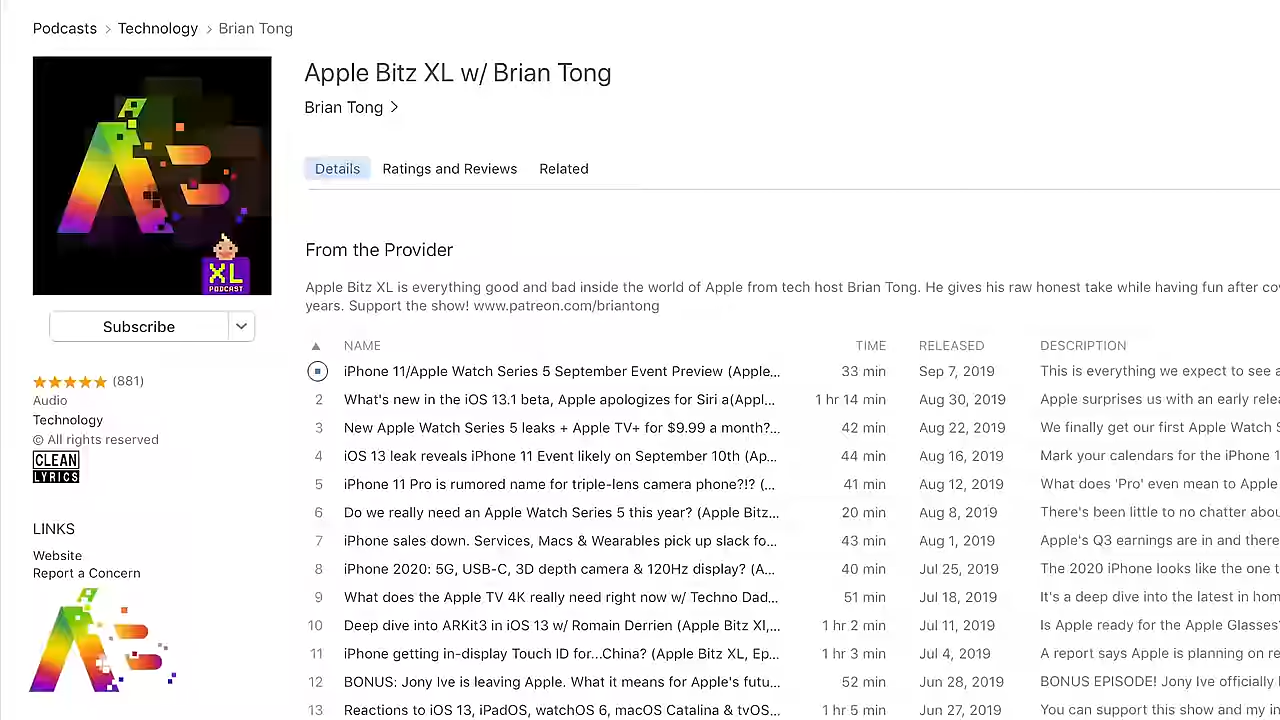 Podcasts > Technology > Brian Tong
Apple Bitz XL w/ Brian Tong
Brian Tong >
Details Ratings and Reviews Related
From the Provider
Apple Bitz XL is everything good and bad inside the world of Apple from tech host Brian Tong. He gives his raw honest take while having fun after co
years. Support the show! www.patreon.com/briantong
XL
PODCAST
Subscribe
★★★★★ (881)
Audio
Technology
© All rights reserved
CLEAN
LYRICS
LINKS
Website
Report a Concern
▲ NAME TIME RELEASED DESCRIPTION
iPhone 11/Apple Watch Series 5 September Event Preview (Apple... 33 min Sep 7, 2019 This is everything we expect to see a
2 What's new in the iOS 13.1 beta, Apple apologizes for Siri a(Appl... 1 hr 14 min Aug 30, 2019 Apple surprises us with an early relea
3 New Apple Watch Series 5 leaks + Apple TV+ for $9.99 a month?... 42 min Aug 22, 2019 We finally get our first Apple Watch S
4 iOS 13 leak reveals iPhone 11 Event likely on September 10th (Ap... 44 min Aug 16, 2019 Mark your calendars for the iPhone 1
5 iPhone 11 Pro is rumored name for triple-lens camera phone?!? (... 41 min Aug 12, 2019 What does 'Pro' even mean to Apple
6 Do we really need an Apple Watch Series 5 this year? (Apple Bitz... 20 min Aug 8, 2019 There's been little to no chatter abou
7 iPhone sales down. Services, Macs & Wearables pick up slack fo... 43 min Aug 1, 2019 Apple's Q3 earnings are in and there
8 iPhone 2020: 5G, USB-C, 3D depth camera & 120Hz display? (A... 40 min Jul 25, 2019 The 2020 iPhone looks like the one t
9 What does the Apple TV 4K really need right now w/ Techno Dad... 51 min Jul 18, 2019 It's a deep dive into the latest in hom
10 Deep dive into ARKit3 in iOS 13 w/ Romain Derrien (Apple Bitz XI,... 1 hr 2 min Jul 11, 2019 Is Apple ready for the Apple Glasses?
11 iPhone getting in-display Touch ID for...China? (Apple Bitz XL, Ep... 1 hr 3 min Jul 4, 2019 A report says Apple is planning on re
12 BONUS: Jony Ive is leaving Apple. What it means for Apple's futu... 52 min Jun 28, 2019 BONUS EPISODE! Jony Ive officially l
13 Reactions to iOS 13, iPadOS, watchOS 6, macOS Catalina & tvOS... 1 hr 5 min Jun 27, 2019 You can support this show and my in